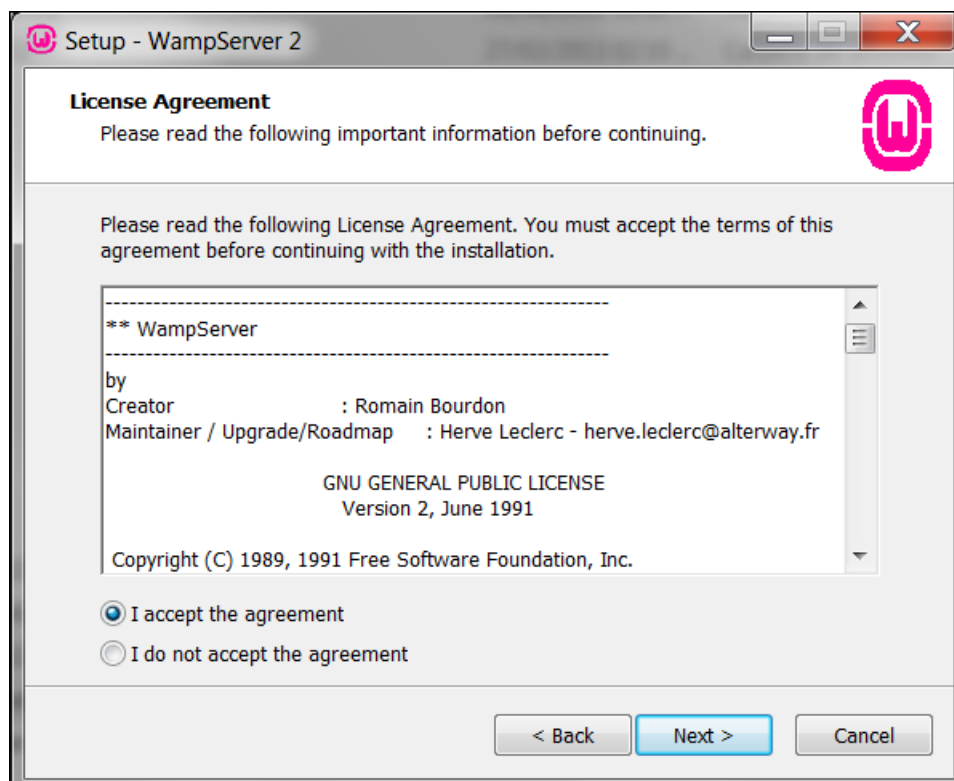 Setup - WampServer 2
License Agreement
Please read the following important information before continuing.
Please read the following License Agreement. You must accept the terms of this
agreement before continuing with the installation.
---------------------------------------------------------------
** WampServer
---------------------------------------------------------------
by
Creator : Romain Bourdon
Maintainer / Upgrade/Roadmap : Herve Leclerc - herve.leclerc@alterway.fr
GNU GENERAL PUBLIC LICENSE
Version 2, June 1991
Copyright (C) 1989, 1991 Free Software Foundation, Inc.
I accept the agreement
I do not accept the agreement
< Back Next > Cancel